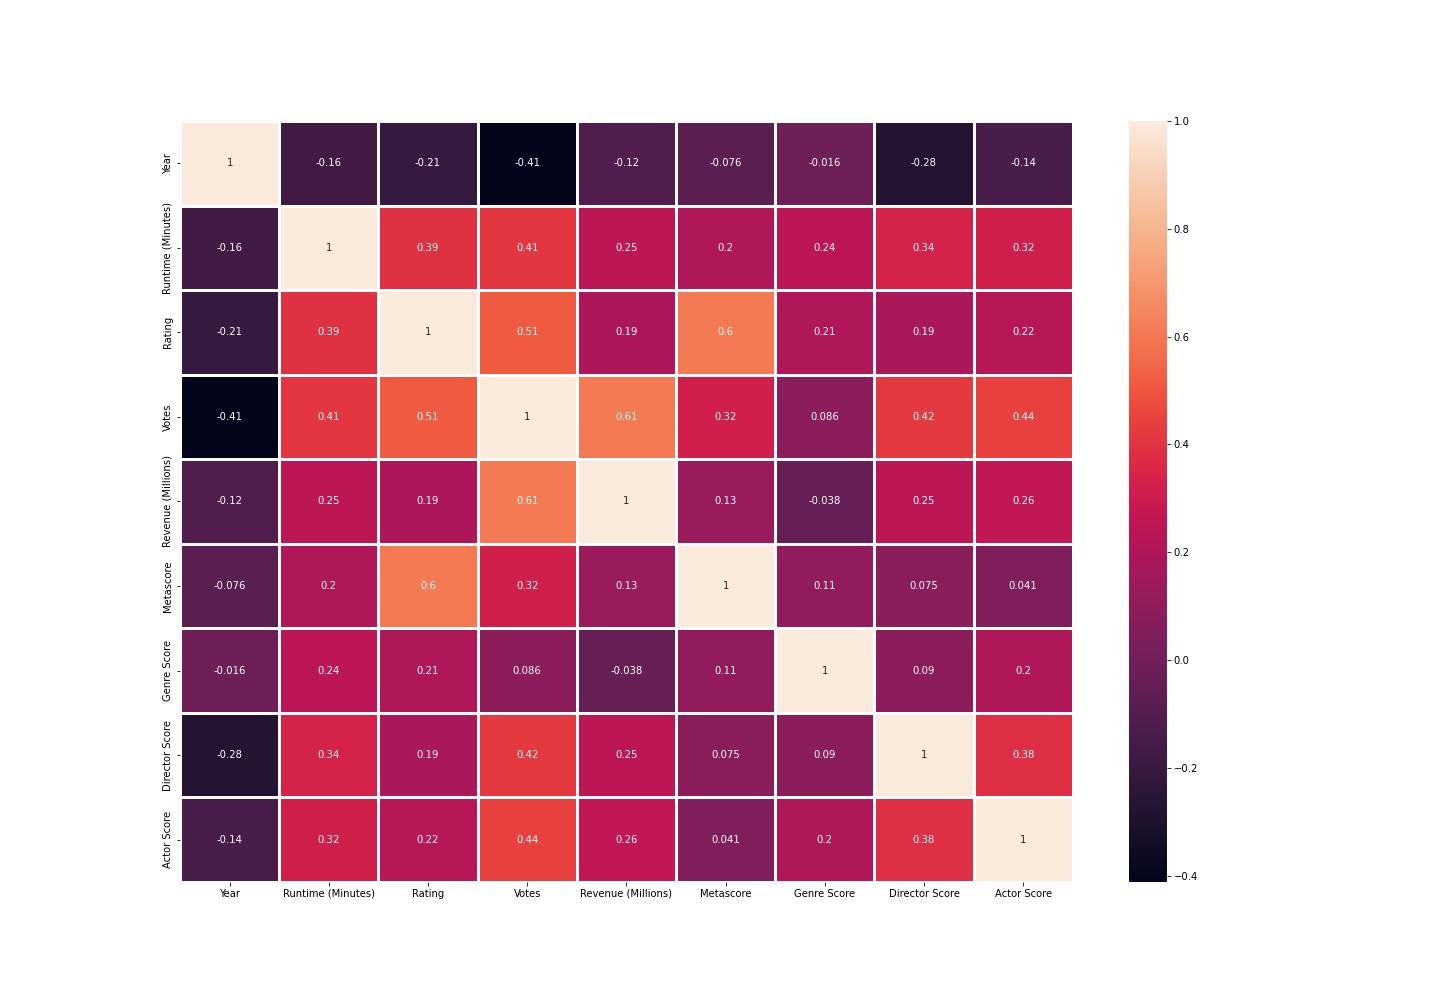 Year 1 -0.16 -0.21 -0.41 -0.12 -0.076 -0.016 -0.28 -0.14
Runtime (Minutes) -0.16 1 0.39 0.41 0.25 0.2 0.24 0.34 0.32
Rating -0.21 0.39 1 0.51 0.19 0.6 0.21 0.19 0.22
Votes -0.41 0.41 0.51 1 0.61 0.32 0.086 0.42 0.44
Revenue (Millions) -0.12 0.25 0.19 0.61 1 0.13 -0.038 0.25 0.26
Metascore -0.076 0.2 0.6 0.32 0.13 1 0.11 0.075 0.041
Genre Score -0.016 0.24 0.21 0.086 -0.038 0.11 1 0.09 0.2
Director Score -0.28 0.34 0.19 0.42 0.25 0.075 0.09 1 0.38
Actor Score -0.14 0.32 0.22 0.44 0.26 0.041 0.2 0.38 1
Year Runtime (Minutes) Rating Votes Revenue (Millions) Metascore Genre Score Director Score Actor Score
1.0
0.8
0.6
0.4
0.2
0.0
−0.2
−0.4